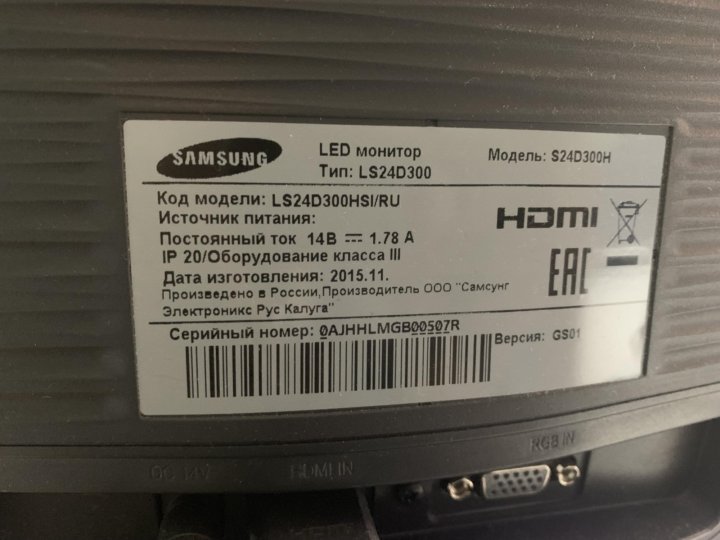 SAMSUNG
LED монитор
Тип: LS24D300
Модель: S24D300H
Код модели: LS24D300HSI/RU
Источник питания:
Постоянный ток 14В 1.78 А
IP 20/Оборудование класса III
Дата изготовления: 2015.11.
Произведено в России,Производитель ООО "Самсунг
Электроникс Рус Калуга"
HDMI
EAC
Серийный номер: 0AJHHLMGB00507R
Версия: GS01
DC 14V
HDMI IN
RGB IN